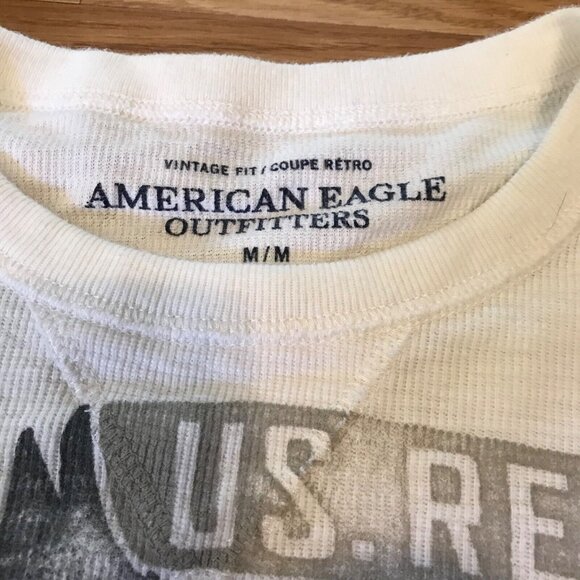 VINTAGE FIT / COUPE RÉTRO
AMERICAN EAGLE
OUTFITTERS
M/M
US.RE